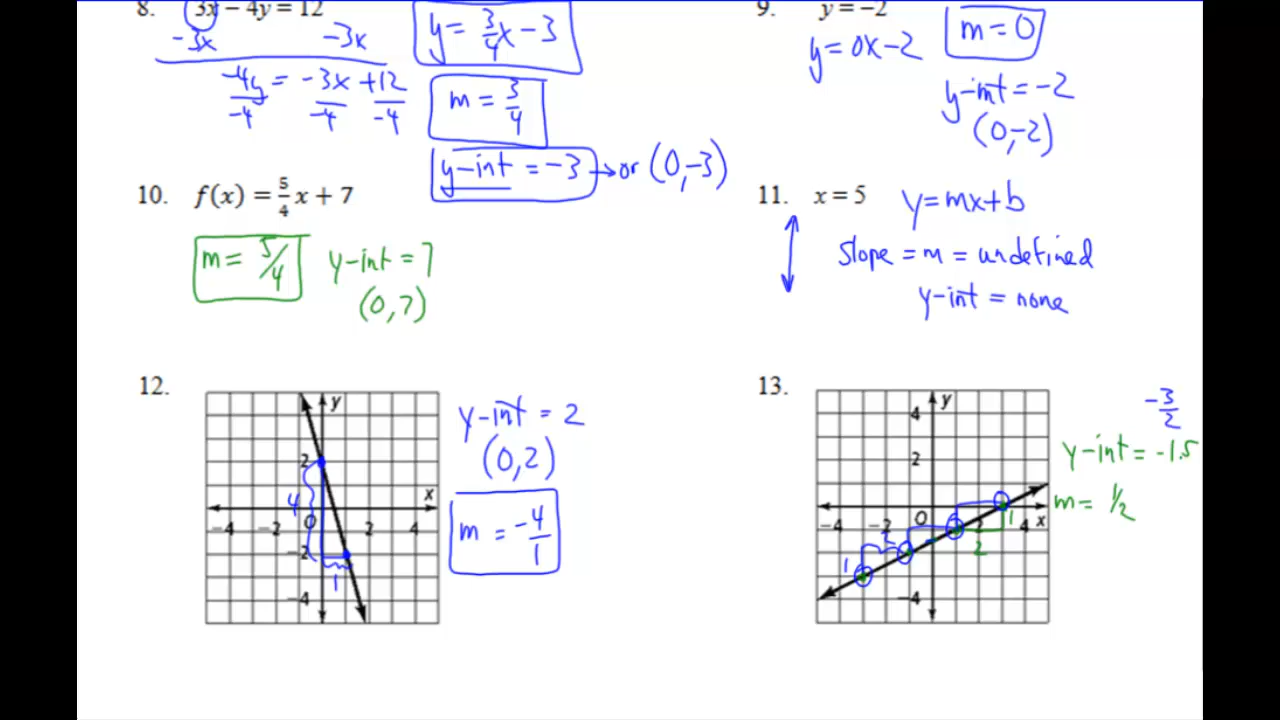 8. 3x − 4y = 12
-3x -3x
-4y = -3x + 12
-4 -4 -4
y = 3/4 x - 3
m = 3/4
y-int = -3 → or (0,-3)
9. y = −2
y = 0x - 2
m = 0
y-int = -2
(0,-2)
10. f(x) = 5/4 x + 7
m = 5/4 y-int = 7
(0,7)
11. x = 5 y = mx+b
slope = m = undefined
y-int = none
12.
y
2
4
x
-4 -2 0 2 4
-2
1
-4
y-int = 2
(0,2)
m = -4/1
13.
y
4
2
-4 -2 0 2 4 x
1 2
2 1
-4
-3/2
y-int = -1.5
m = 1/2